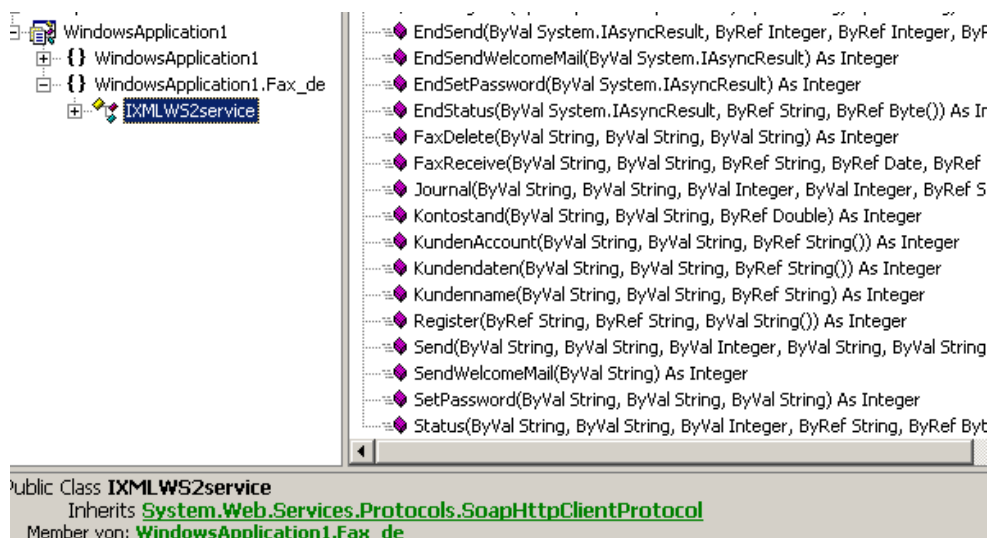 WindowsApplication1
{} WindowsApplication1
{} WindowsApplication1.Fax_de
IXMLWS2service
EndSend(ByVal System.IAsyncResult, ByRef Integer, ByRef Integer, ByR
EndSendWelcomeMail(ByVal System.IAsyncResult) As Integer
EndSetPassword(ByVal System.IAsyncResult) As Integer
EndStatus(ByVal System.IAsyncResult, ByRef String, ByRef Byte()) As In
FaxDelete(ByVal String, ByVal String, ByVal String) As Integer
FaxReceive(ByVal String, ByVal String, ByRef String, ByRef Date, ByRef
Journal(ByVal String, ByVal String, ByVal Integer, ByVal Integer, ByRef S
Kontostand(ByVal String, ByVal String, ByRef Double) As Integer
KundenAccount(ByVal String, ByVal String, ByRef String()) As Integer
Kundendaten(ByVal String, ByVal String, ByRef String()) As Integer
Kundenname(ByVal String, ByVal String, ByRef String) As Integer
Register(ByRef String, ByRef String, ByVal String()) As Integer
Send(ByVal String, ByVal String, ByVal Integer, ByVal String, ByVal String
SendWelcomeMail(ByVal String) As Integer
SetPassword(ByVal String, ByVal String, ByVal String) As Integer
Status(ByVal String, ByVal String, ByVal Integer, ByRef String, ByRef Byt
Public Class IXMLWS2service
Inherits System.Web.Services.Protocols.SoapHttpClientProtocol
Member von: WindowsApplication1.Fax_de